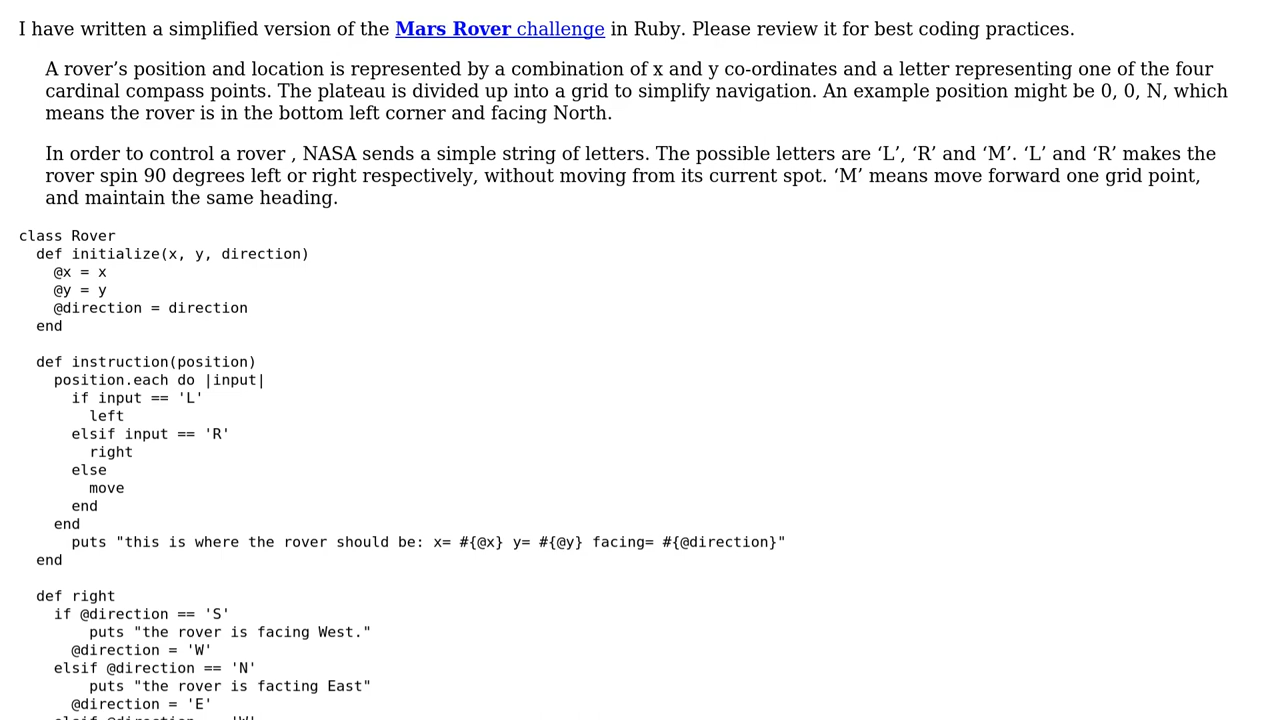 I have written a simplified version of the Mars Rover challenge in Ruby. Please review it for best coding practices.
A rover’s position and location is represented by a combination of x and y co-ordinates and a letter representing one of the four
cardinal compass points. The plateau is divided up into a grid to simplify navigation. An example position might be 0, 0, N, which
means the rover is in the bottom left corner and facing North.
In order to control a rover , NASA sends a simple string of letters. The possible letters are ‘L’, ‘R’ and ‘M’. ‘L’ and ‘R’ makes the
rover spin 90 degrees left or right respectively, without moving from its current spot. ‘M’ means move forward one grid point,
and maintain the same heading.
class Rover
  def initialize(x, y, direction)
    @x = x
    @y = y
    @direction = direction
  end
  def instruction(position)
    position.each do |input|
      if input == 'L'
        left
      elsif input == 'R'
        right
      else
        move
      end
    end
      puts "this is where the rover should be: x= #{@x} y= #{@y} facing= #{@direction}"
  end
  def right
    if @direction == 'S'
        puts "the rover is facing West."
      @direction = 'W'
    elsif @direction == 'N'
        puts "the rover is facting East"
      @direction = 'E'
    elsif @direction == 'W'